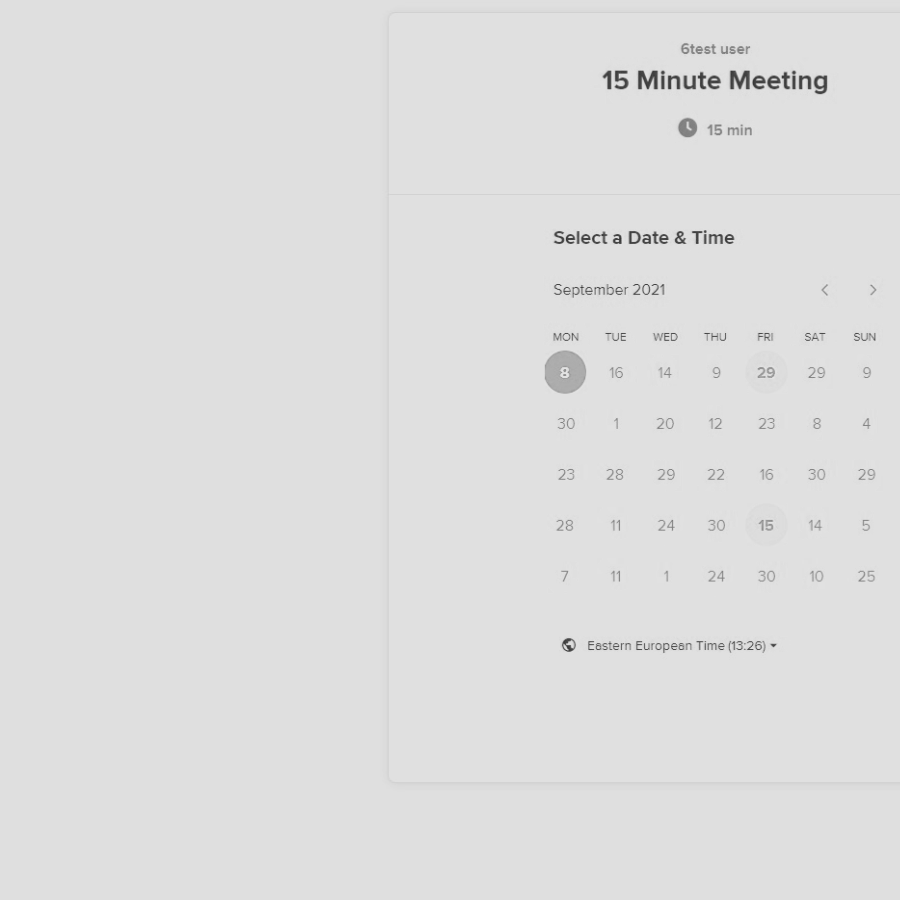 6test user
15 Minute Meeting
15 min
Select a Date & Time
September 2021
MON TUE WED THU FRI SAT SUN
8 16 14 9 29 29 9
30 1 20 12 23 8 4
23 28 29 22 16 30 29
28 11 24 30 15 14 5
7 11 1 24 30 10 25
Eastern European Time (13:26)